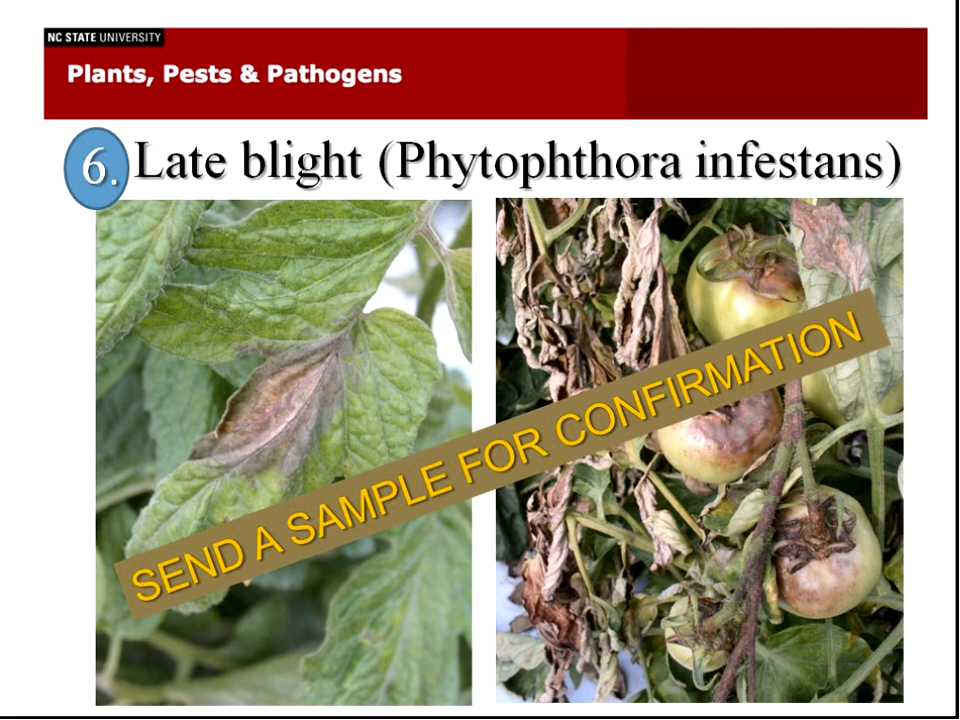 NC STATE UNIVERSITY
Plants, Pests & Pathogens
6. Late blight (Phytophthora infestans)
SEND A SAMPLE FOR CONFIRMATION